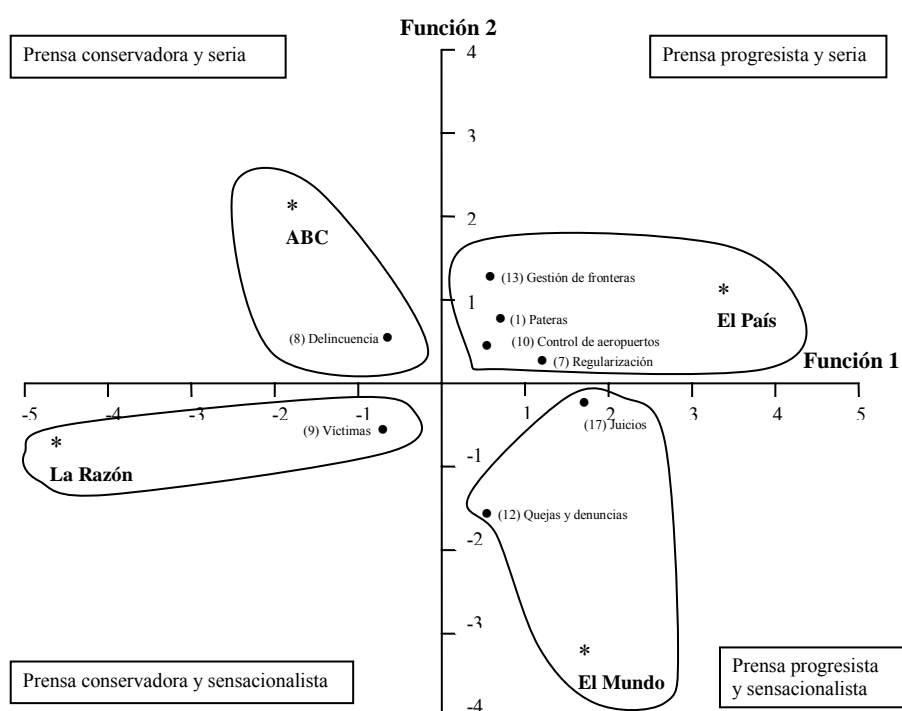 Función 2
Prensa conservadora y seria
Prensa progresista y seria
4
3
2
ABC
(13) Gestión de fronteras
1
El País
(1) Pateras
(8) Delincuencia
(10) Control de aeropuertos
(7) Regularización
Función 1
-5 -4 -3 -2 -1 1 2 3 4 5
(9) Víctimas
(17) Juicios
La Razón
-1
(12) Quejas y denuncias
-2
-3
El Mundo
Prensa conservadora y sensacionalista
Prensa progresista
y sensacionalista
-4